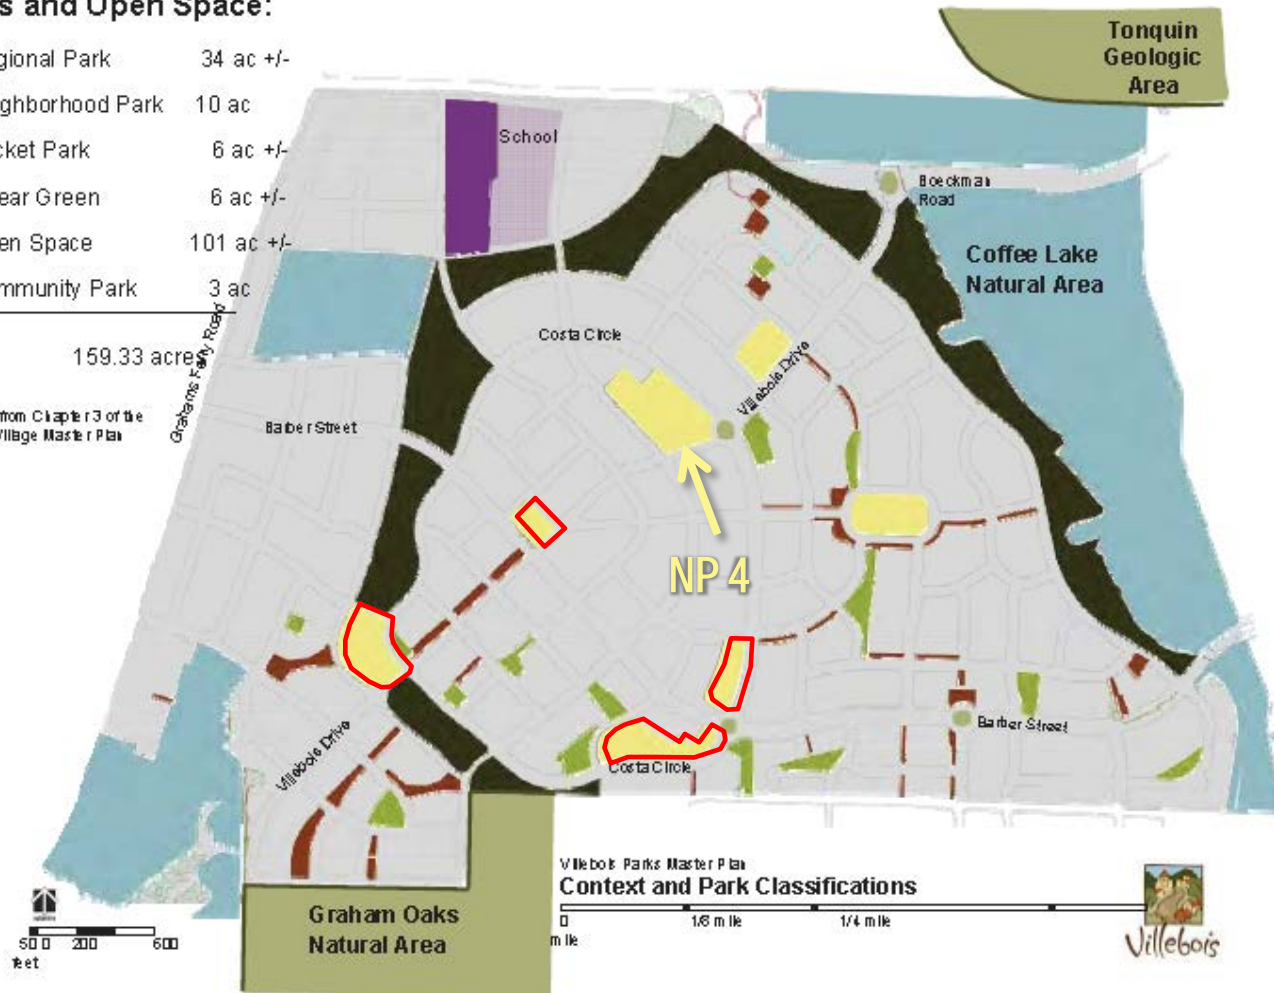 s and Open Space:
gional Park 34 ac +/-
ighborhood Park 10 ac
cket Park 6 ac +/-
ear Green 6 ac +/-
en Space 101 ac +/-
mmunity Park 3 ac
159.33 acres
from Chapter 3 of the
Village Master Plan
Tonquin
Geologic
Area
School
Boeckman
Road
Coffee Lake
Natural Area
Costa Circle
Villebois Drive
Grahams Ferry Road
Barber Street
NP 4
Villebois Drive
Barber Street
Costa Circle
Graham Oaks
Natural Area
Villebois Parks Master Plan
Context and Park Classifications
0 1/8 mile 1/4 mile
mile
50 0 200 600
feet
Villebois